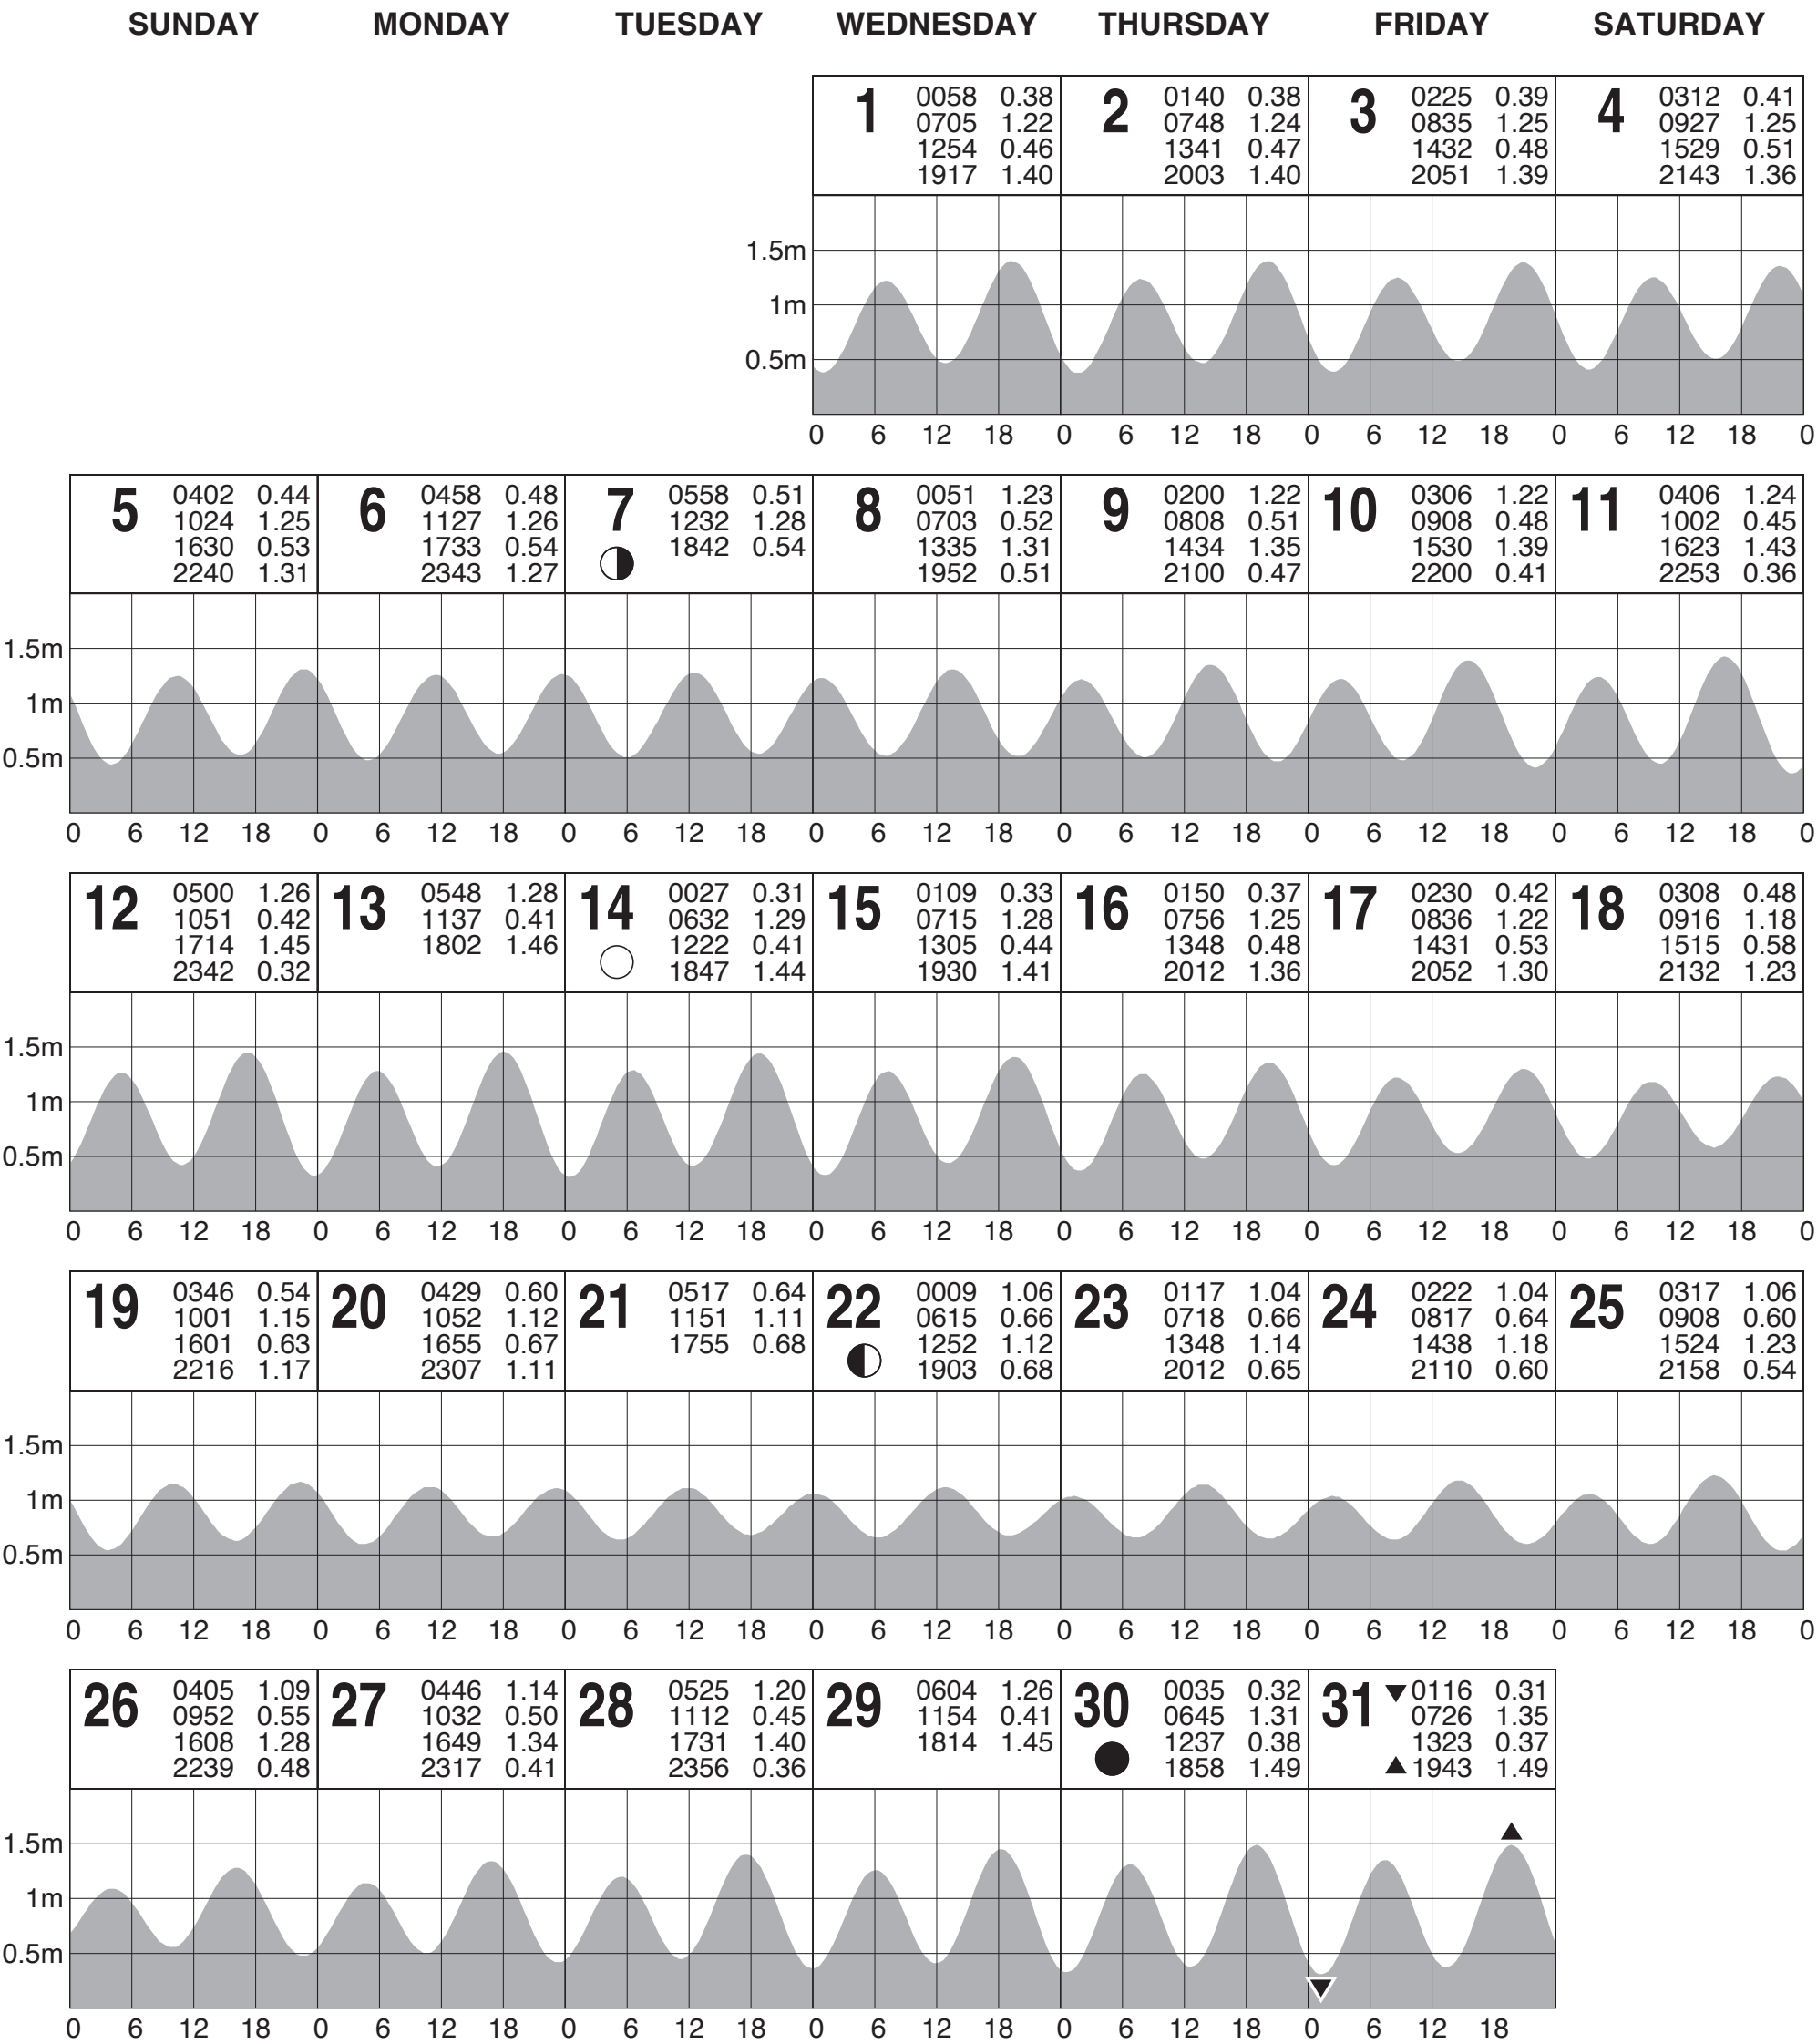 SUNDAY MONDAY TUESDAY WEDNESDAY THURSDAY FRIDAY SATURDAY
1 0058 0.38 2 0140 0.38 3 0225 0.39 4 0312 0.41
0705 1.22 0748 1.24 0835 1.25 0927 1.25
1254 0.46 1341 0.47 1432 0.48 1529 0.51
1917 1.40 2003 1.40 2051 1.39 2143 1.36
1.5m
1m
0.5m
0 6 12 18 0 6 12 18 0 6 12 18 0 6 12 18 0
5 0402 0.44 6 0458 0.48 7 0558 0.51 8 0051 1.23 9 0200 1.22 10 0306 1.22 11 0406 1.24
1024 1.25 1127 1.26 1232 1.28 0703 0.52 0808 0.51 0908 0.48 1002 0.45
1630 0.53 1733 0.54 1842 0.54 1335 1.31 1434 1.35 1530 1.39 1623 1.43
2240 1.31 2343 1.27 1952 0.51 2100 0.47 2200 0.41 2253 0.36
1.5m
1m
0.5m
0 6 12 18 0 6 12 18 0 6 12 18 0 6 12 18 0 6 12 18 0 6 12 18 0 6 12 18 0
12 0500 1.26 13 0548 1.28 14 0027 0.31 15 0109 0.33 16 0150 0.37 17 0230 0.42 18 0308 0.48
1051 0.42 1137 0.41 0632 1.29 0715 1.28 0756 1.25 0836 1.22 0916 1.18
1714 1.45 1802 1.46 1222 0.41 1305 0.44 1348 0.48 1431 0.53 1515 0.58
2342 0.32 1847 1.44 1930 1.41 2012 1.36 2052 1.30 2132 1.23
1.5m
1m
0.5m
0 6 12 18 0 6 12 18 0 6 12 18 0 6 12 18 0 6 12 18 0 6 12 18 0 6 12 18 0
19 0346 0.54 20 0429 0.60 21 0517 0.64 22 0009 1.06 23 0117 1.04 24 0222 1.04 25 0317 1.06
1001 1.15 1052 1.12 1151 1.11 0615 0.66 0718 0.66 0817 0.64 0908 0.60
1601 0.63 1655 0.67 1755 0.68 1252 1.12 1348 1.14 1438 1.18 1524 1.23
2216 1.17 2307 1.11 1903 0.68 2012 0.65 2110 0.60 2158 0.54
1.5m
1m
0.5m
0 6 12 18 0 6 12 18 0 6 12 18 0 6 12 18 0 6 12 18 0 6 12 18 0 6 12 18 0
26 0405 1.09 27 0446 1.14 28 0525 1.20 29 0604 1.26 30 0035 0.32 31 0116 0.31
0952 0.55 1032 0.50 1112 0.45 1154 0.41 0645 1.31 0726 1.35
1608 1.28 1649 1.34 1731 1.40 1814 1.45 1237 0.38 1323 0.37
2239 0.48 2317 0.41 2356 0.36 1858 1.49 1943 1.49
1.5m
1m
0.5m
0 6 12 18 0 6 12 18 0 6 12 18 0 6 12 18 0 6 12 18 0 6 12 18